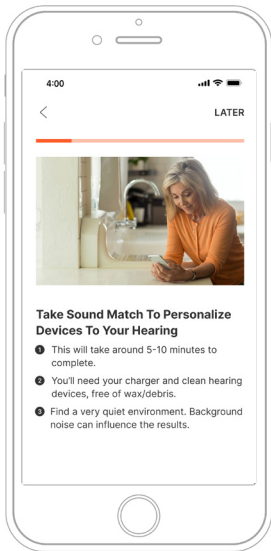 4:00
LATER
Take Sound Match To Personalize
Devices To Your Hearing
1 This will take around 5-10 minutes to
complete.
2 You'll need your charger and clean hearing
devices, free of wax/debris.
3 Find a very quiet environment. Background
noise can influence the results.